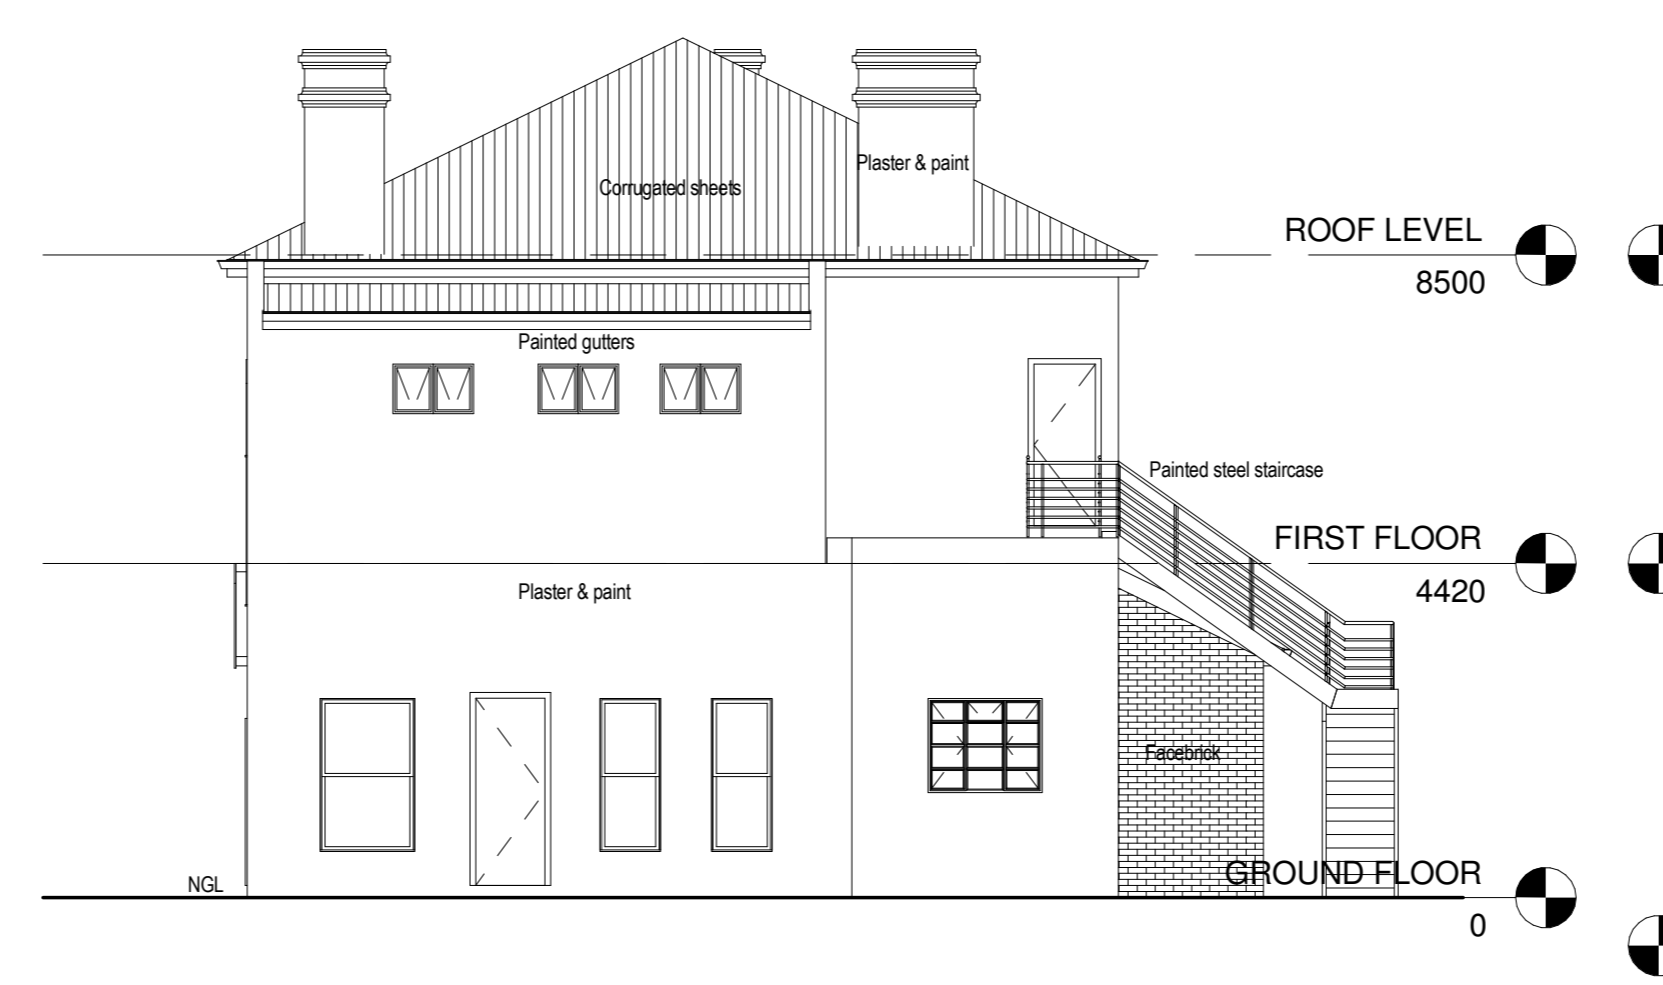 Plaster & paint
Corrugated sheets
ROOF LEVEL
8500
Painted gutters
Painted steel staircase
FIRST FLOOR
4420
Plaster & paint
Facebrick
GROUND FLOOR
NGL
0